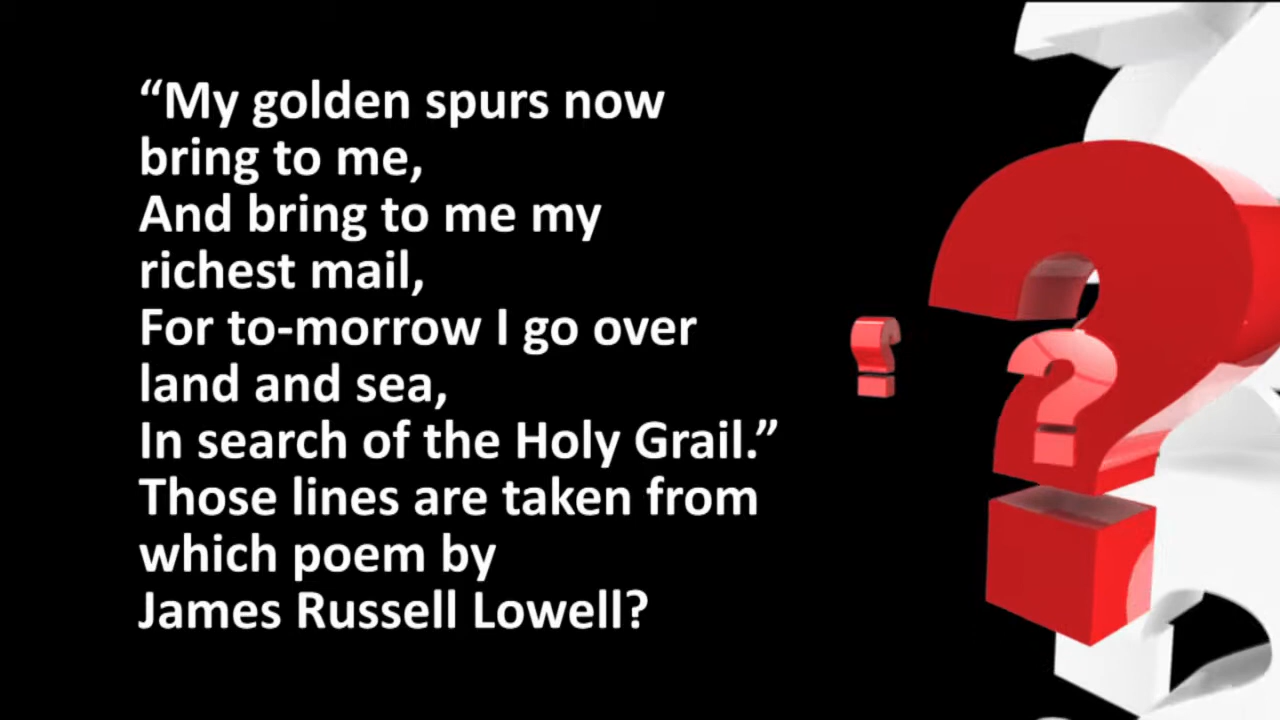 “My golden spurs now
bring to me,
And bring to me my
richest mail,
For to-morrow I go over
land and sea,
In search of the Holy Grail.”
Those lines are taken from
which poem by
James Russell Lowell?